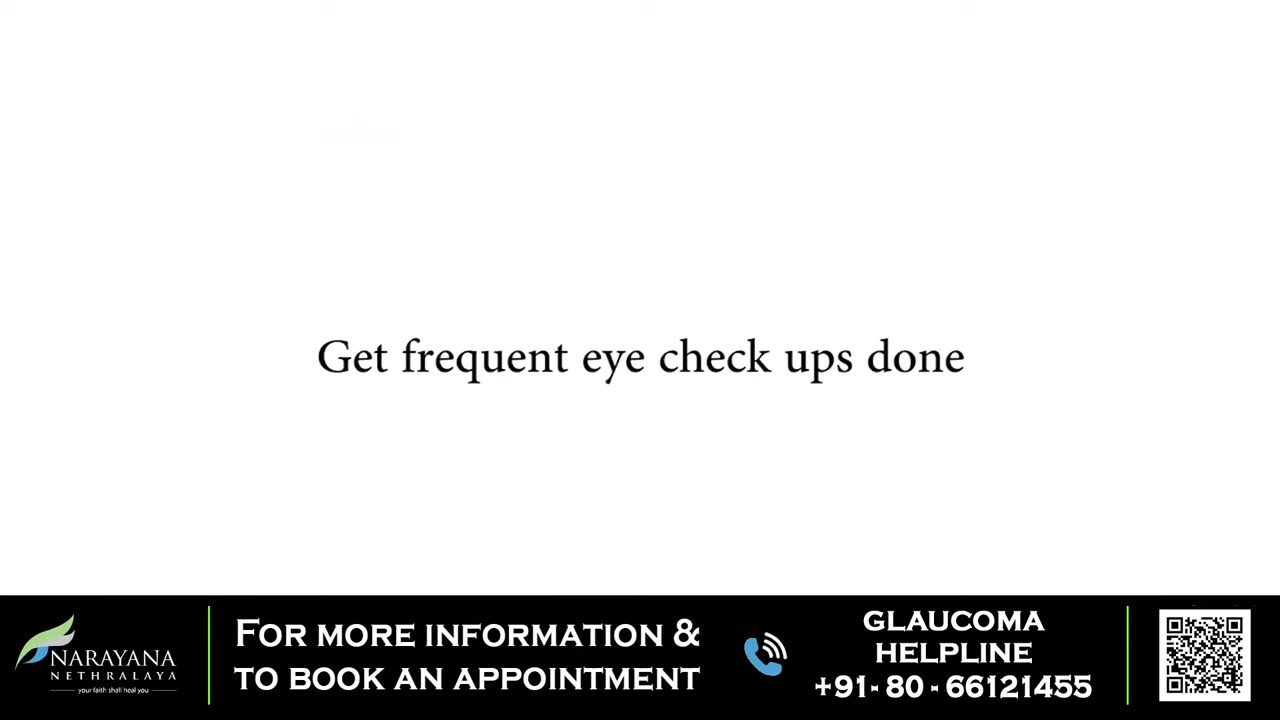 Get frequent eye check ups done
NARAYANA
NETHRALAYA
your faith shall heal you
FOR MORE INFORMATION &
TO BOOK AN APPOINTMENT
GLAUCOMA
HELPLINE
+91- 80 - 66121455